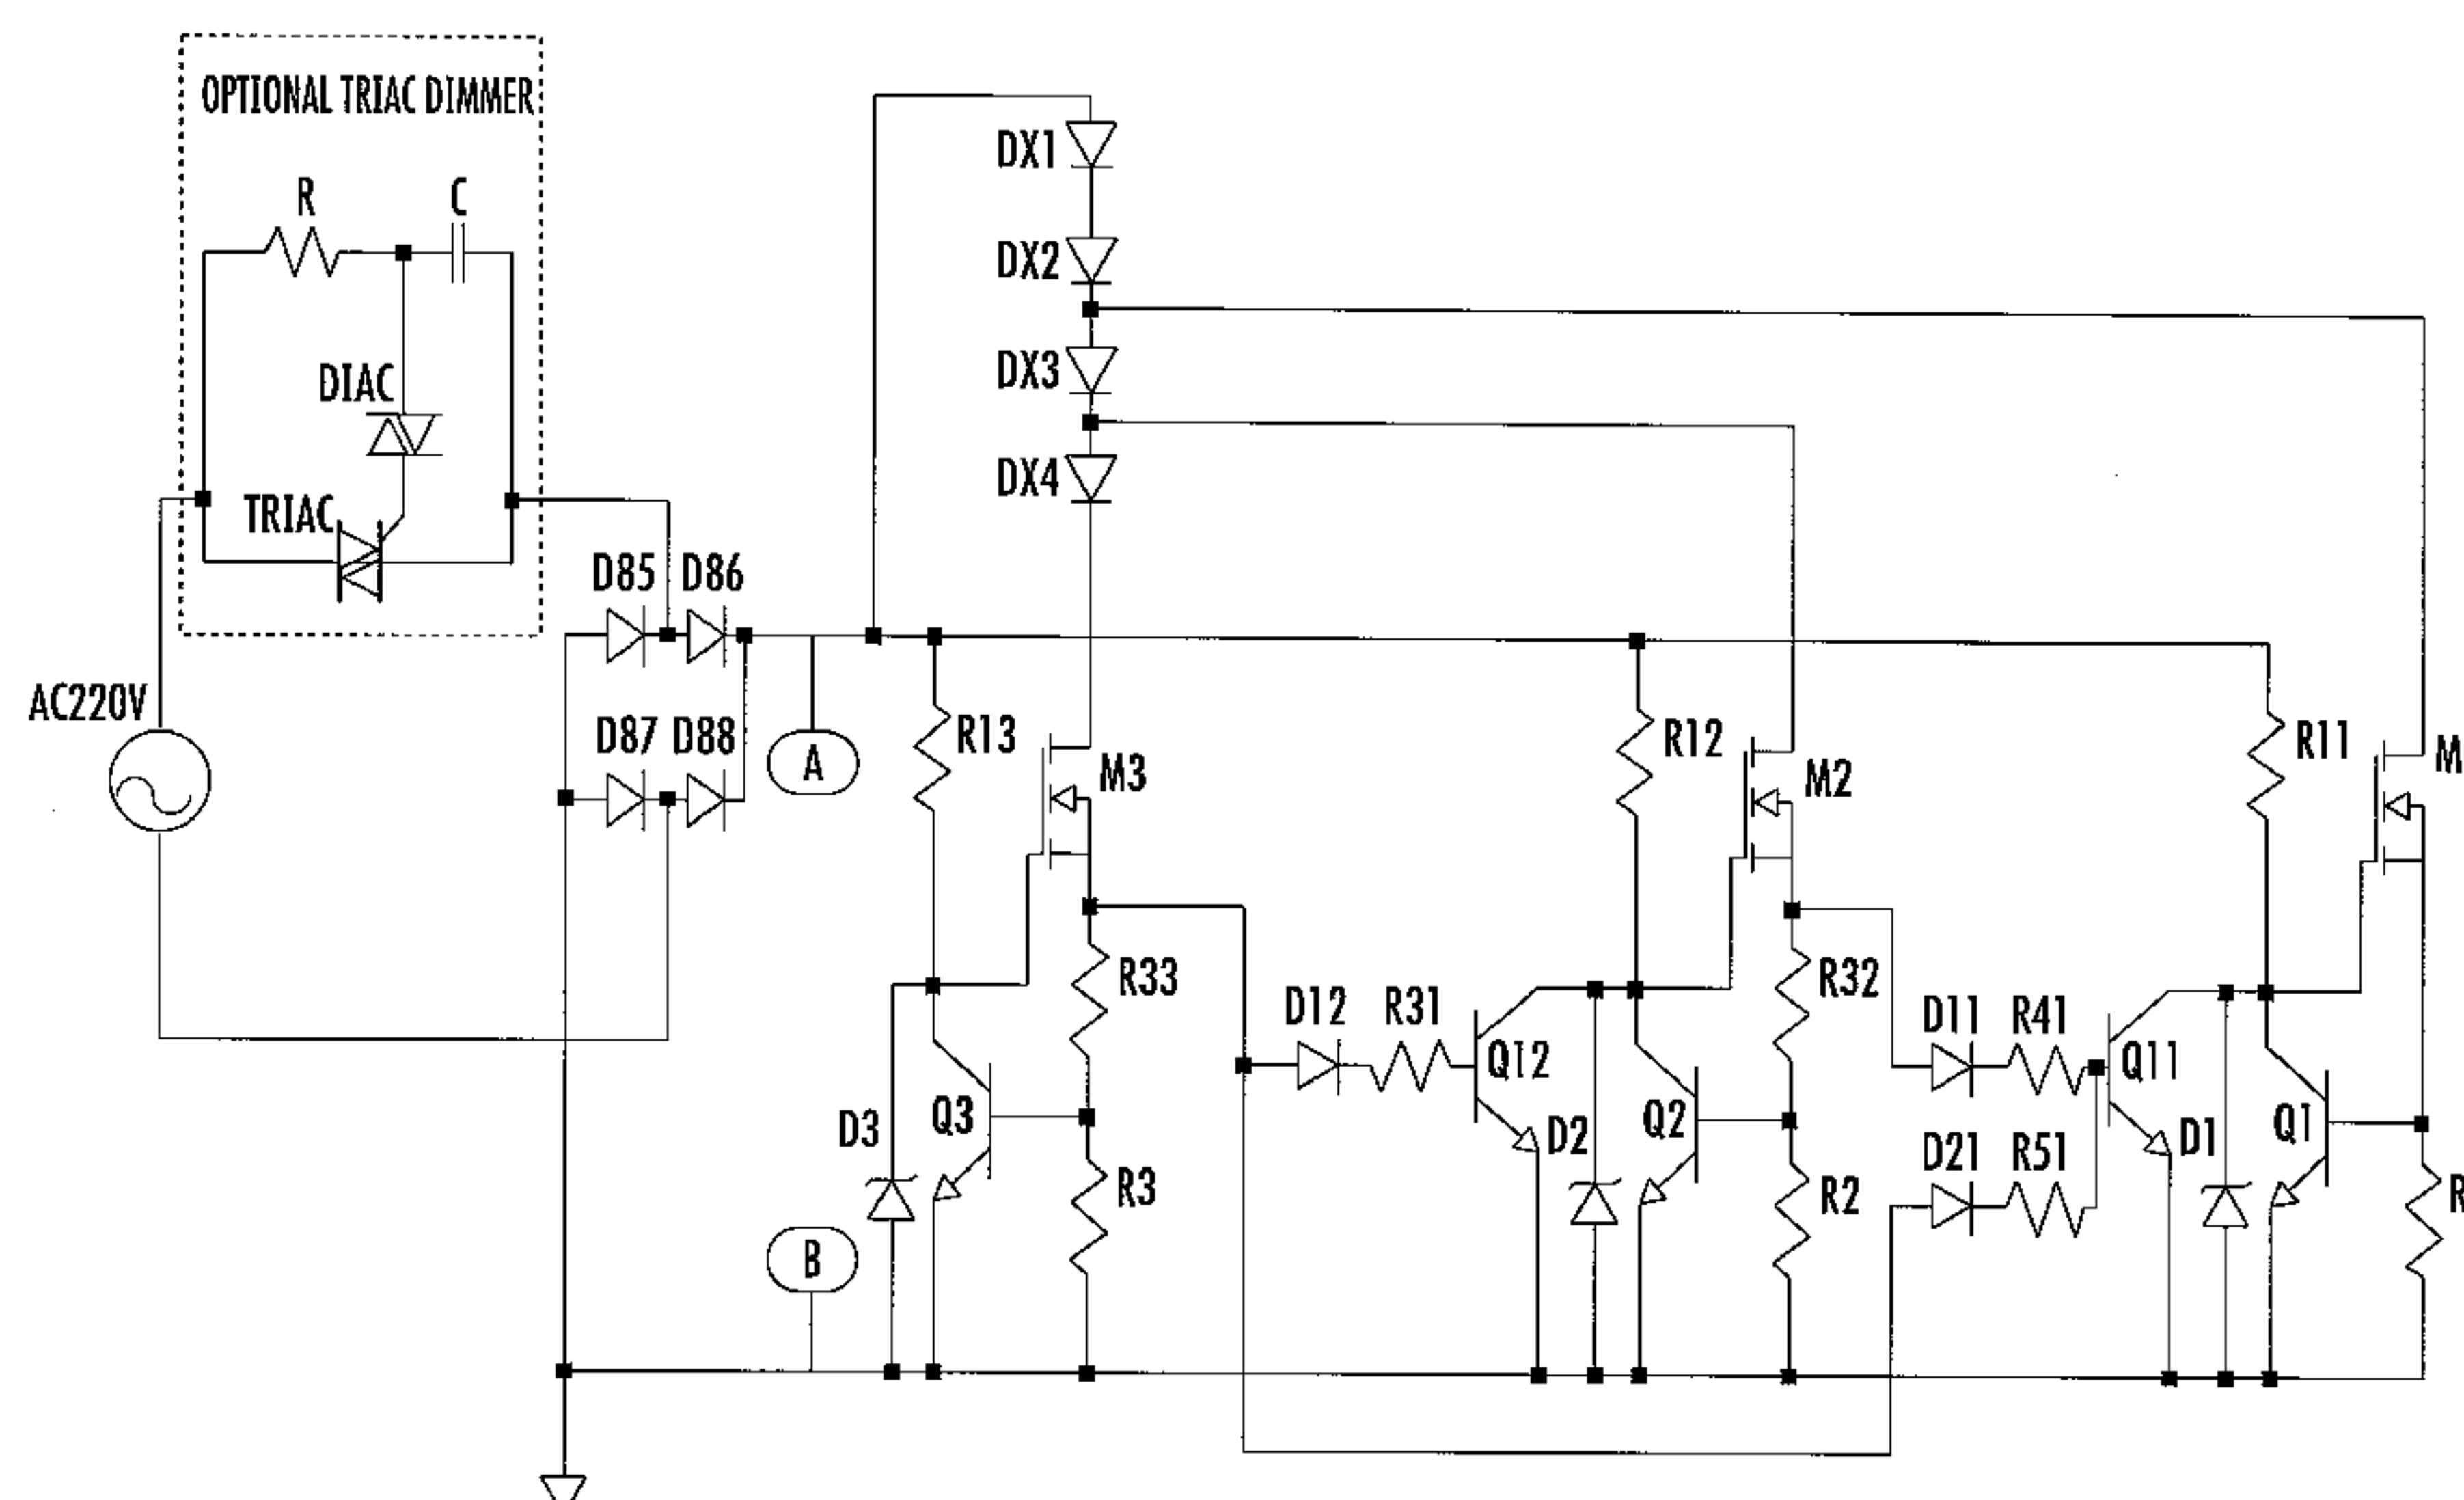 OPTIONAL TRIAC DIMMER
R
C
DIAC
TRIAC
DX1
DX2
DX3
DX4
D85
D86
AC220V
D87
D88
A
R13
M3
R12
M2
R11
M
R33
D12
R31
Q12
R32
D11
R41
Q11
D3
Q3
R3
D2
Q2
R2
D21
R51
D1
Q1
R
B